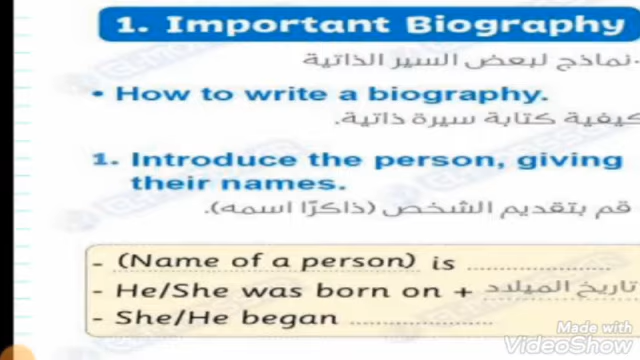 1. Important Biography
نماذج لبعض السير الذاتية.
• How to write a biography.
كيفية كتابة سيرة ذاتية.
1. Introduce the person, giving
their names.
قم بتقديم الشخص (ذاكرًا اسمه).
- (Name of a person) is ....................
- He/She was born on + تاريخ الميلاد
- She/He began ....................
Made with
VideoShow